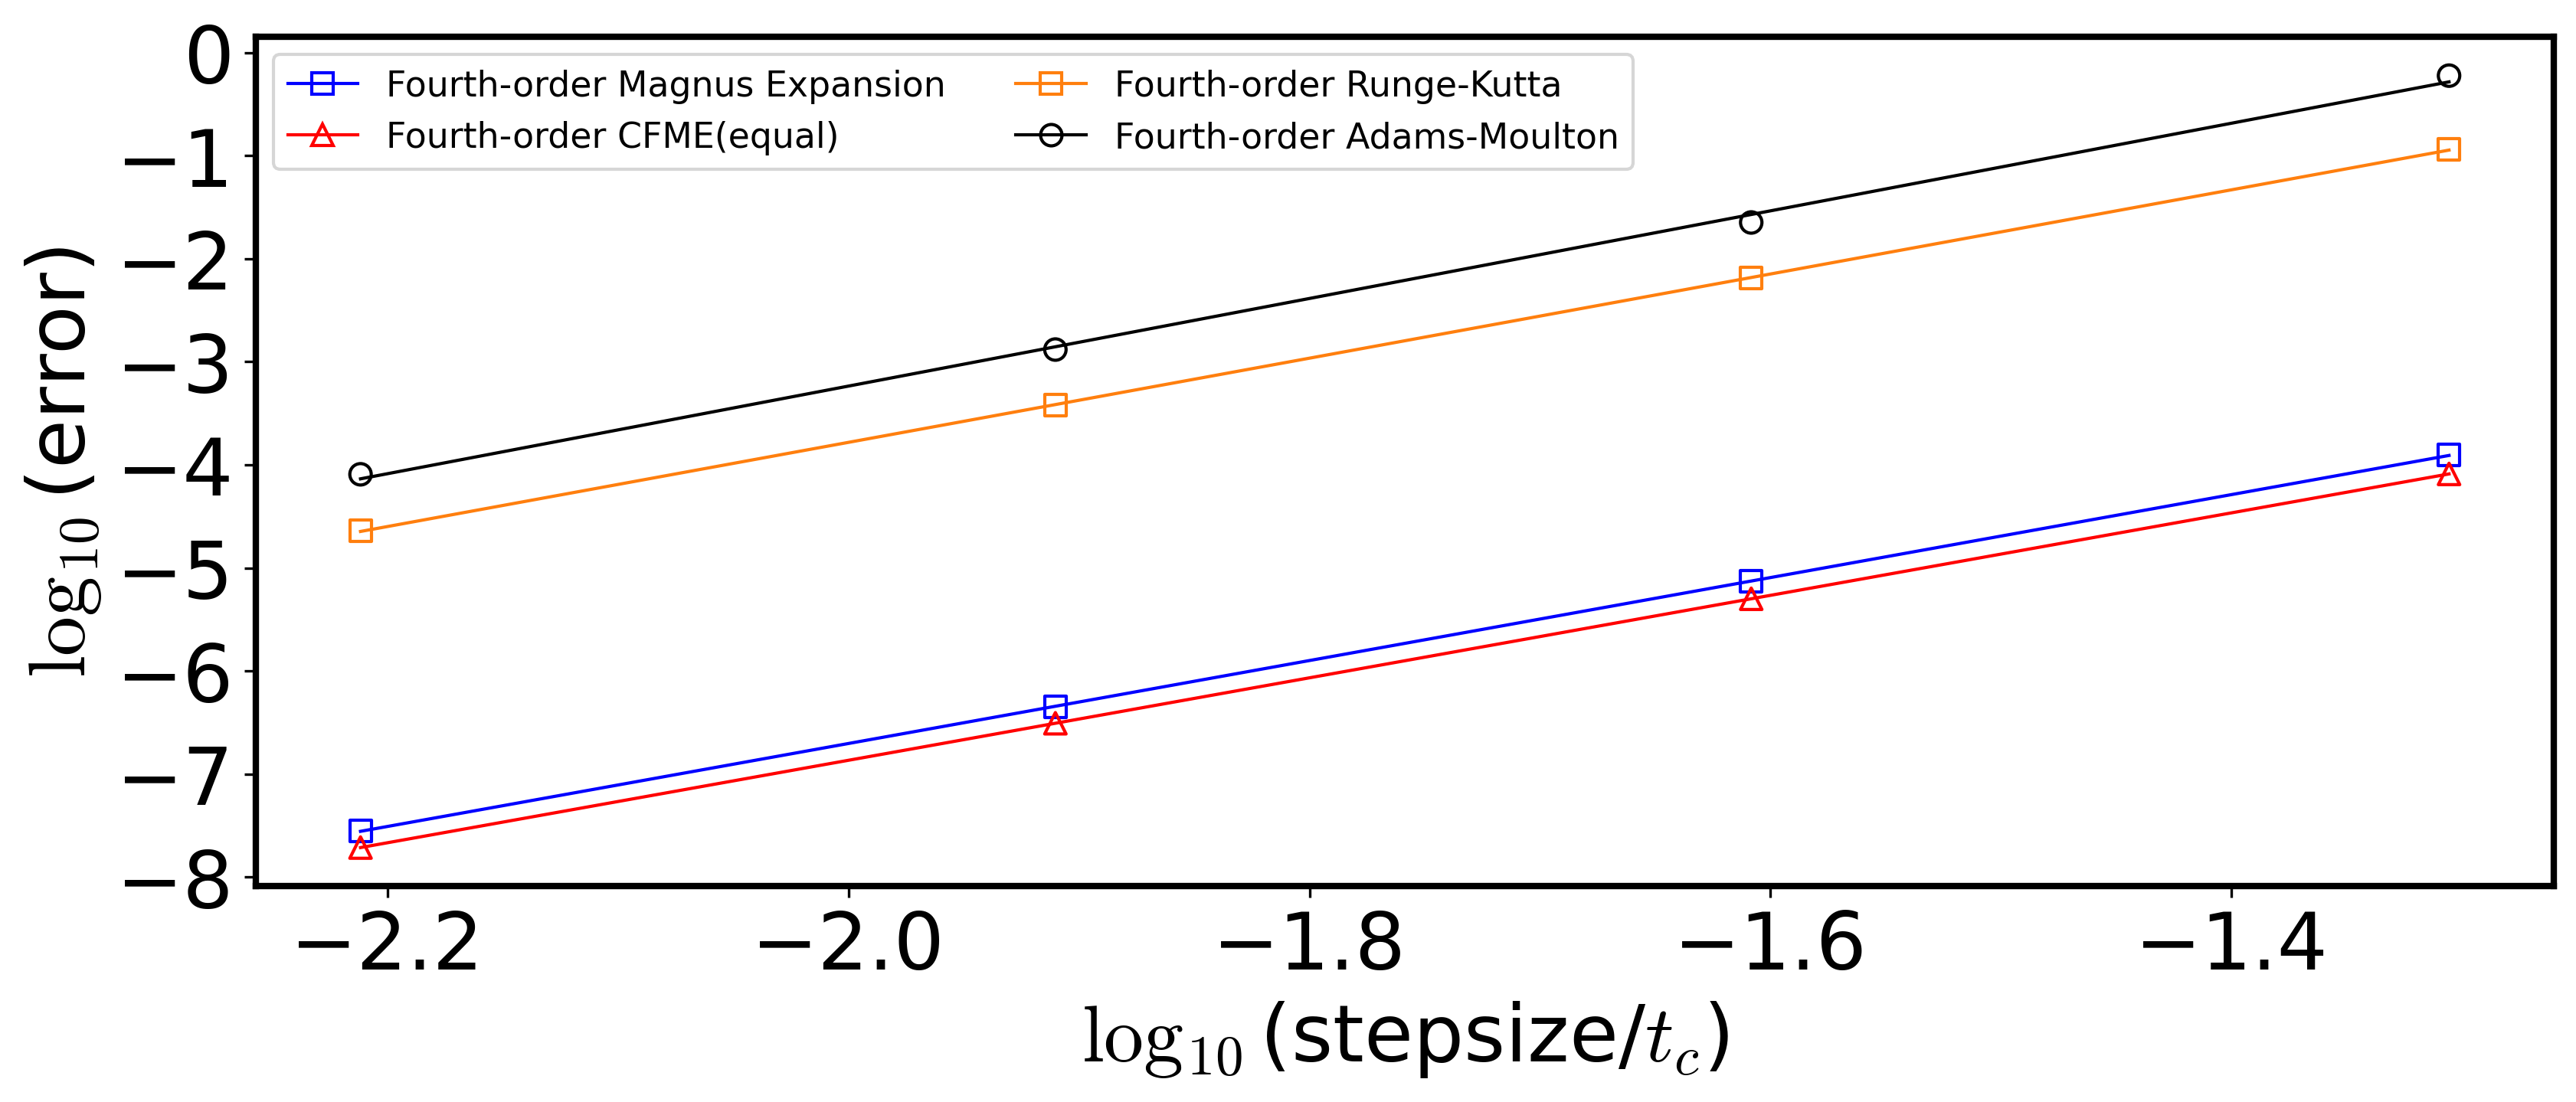 Fourth-order Magnus Expansion
Fourth-order CFME(equal)
Fourth-order Runge-Kutta
Fourth-order Adams-Moulton
0
−1
−2
−3
−4
−5
−6
−7
−8
log₁₀ (error)
−2.2 −2.0 −1.8 −1.6 −1.4
log₁₀ (stepsize/t_c)